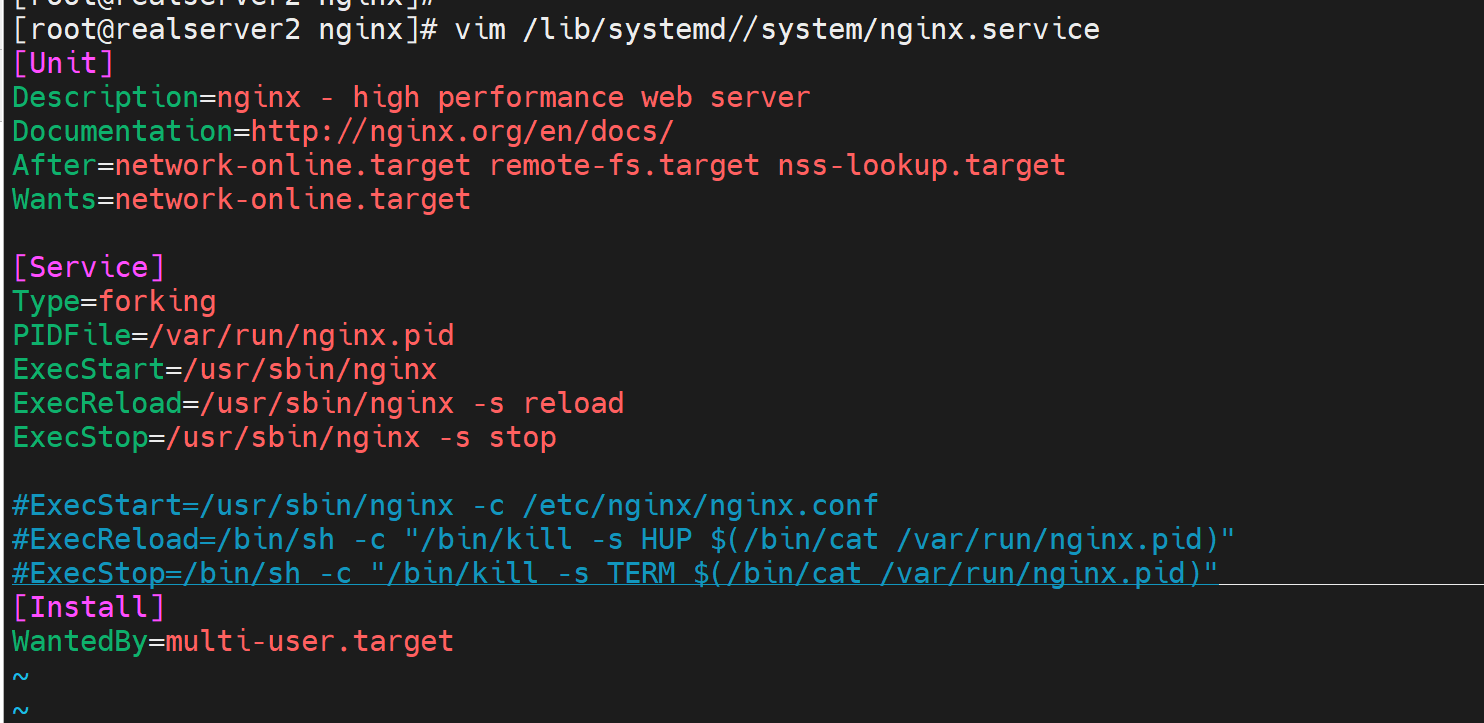 [root@realserver2 nginx]#
[root@realserver2 nginx]# vim /lib/systemd//system/nginx.service
[Unit]
Description=nginx - high performance web server
Documentation=http://nginx.org/en/docs/
After=network-online.target remote-fs.target nss-lookup.target
Wants=network-online.target

[Service]
Type=forking
PIDFile=/var/run/nginx.pid
ExecStart=/usr/sbin/nginx
ExecReload=/usr/sbin/nginx -s reload
ExecStop=/usr/sbin/nginx -s stop

#ExecStart=/usr/sbin/nginx -c /etc/nginx/nginx.conf
#ExecReload=/bin/sh -c "/bin/kill -s HUP $(/bin/cat /var/run/nginx.pid)"
#ExecStop=/bin/sh -c "/bin/kill -s TERM $(/bin/cat /var/run/nginx.pid)"
[Install]
WantedBy=multi-user.target
~
~